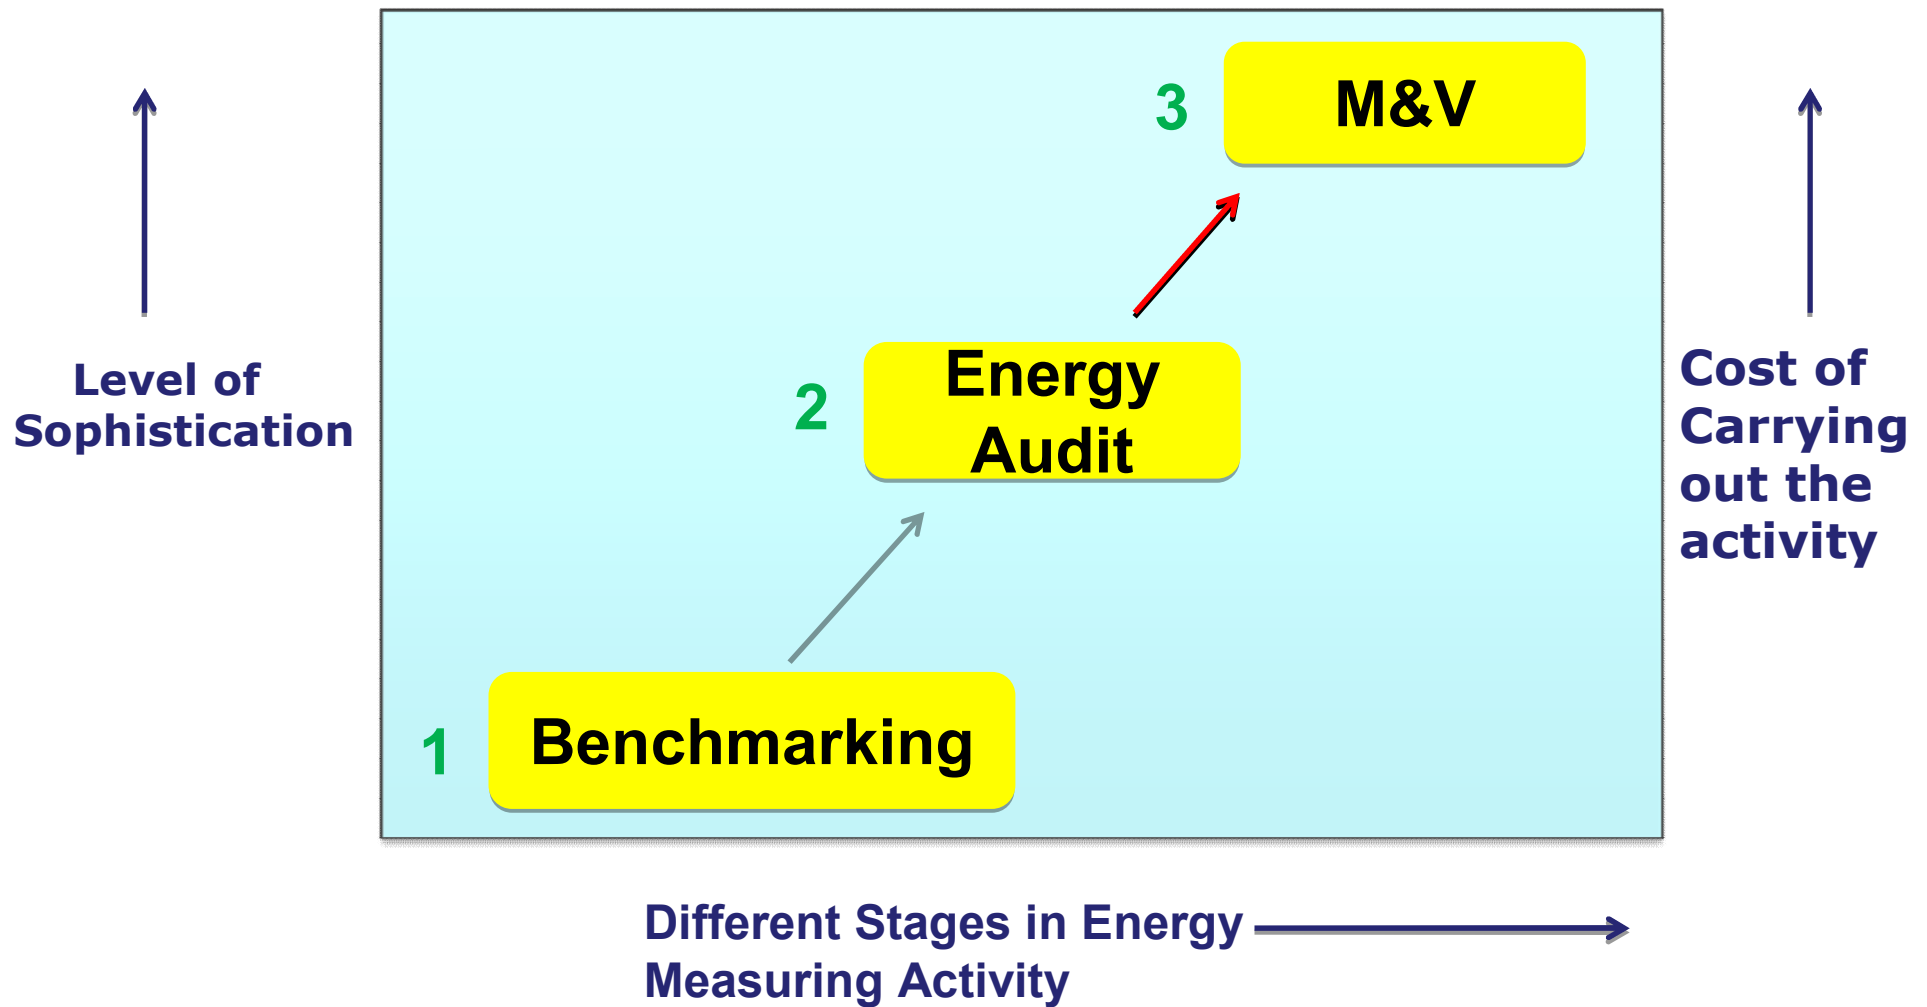 3
M&V
Level of
Sophistication
2
Energy
Audit
Cost of
Carrying
out the
activity
1
Benchmarking
Different Stages in Energy
Measuring Activity